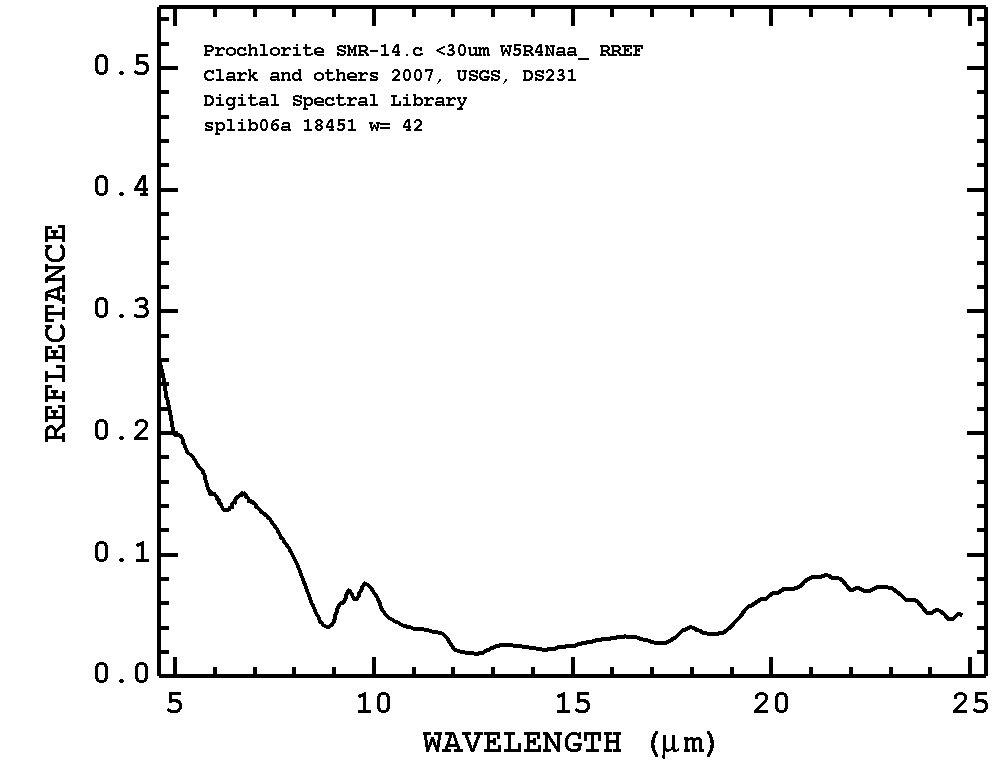 Prochlorite SMR-14.c <30um W5R4Naa_ RREF
Clark and others 2007, USGS, DS231
Digital Spectral Library
splib06a 18451 w= 42
0.5
0.4
0.3
0.2
0.1
0.0
REFLECTANCE
5 10 15 20 25
WAVELENGTH (μm)